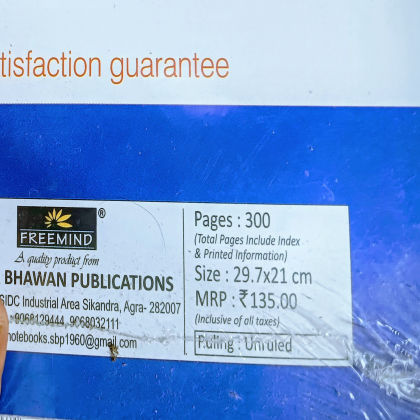 tisfaction guarantee
FREEMIND®
A quality product from
BHAWAN PUBLICATIONS
SIDC Industrial Area Sikandra, Agra- 282007
9068129444, 9068032111
notebooks.sbp1960@gmail.com
Pages : 300
(Total Pages Include Index
& Printed Information)
Size : 29.7x21 cm
MRP : ₹135.00
(Inclusive of all taxes)
Ruling : Unruled